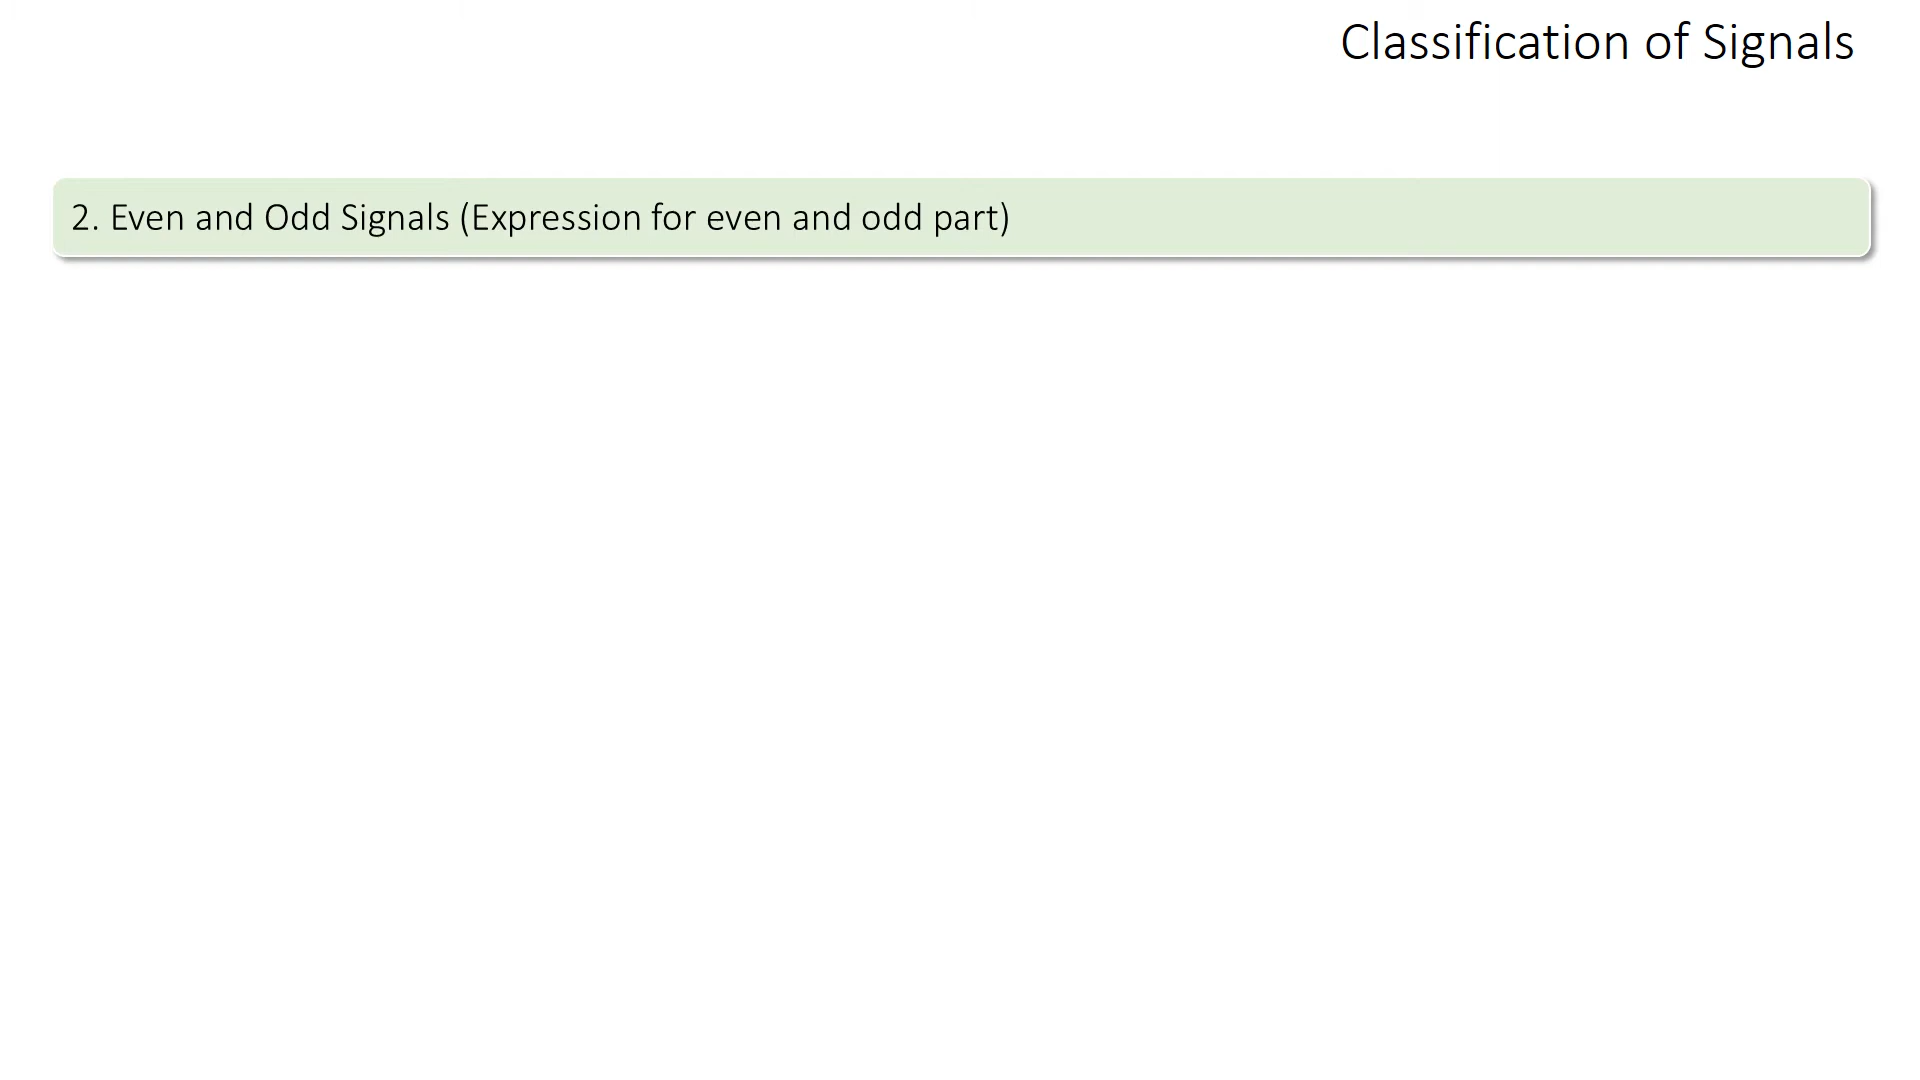 Classification of Signals
2. Even and Odd Signals (Expression for even and odd part)